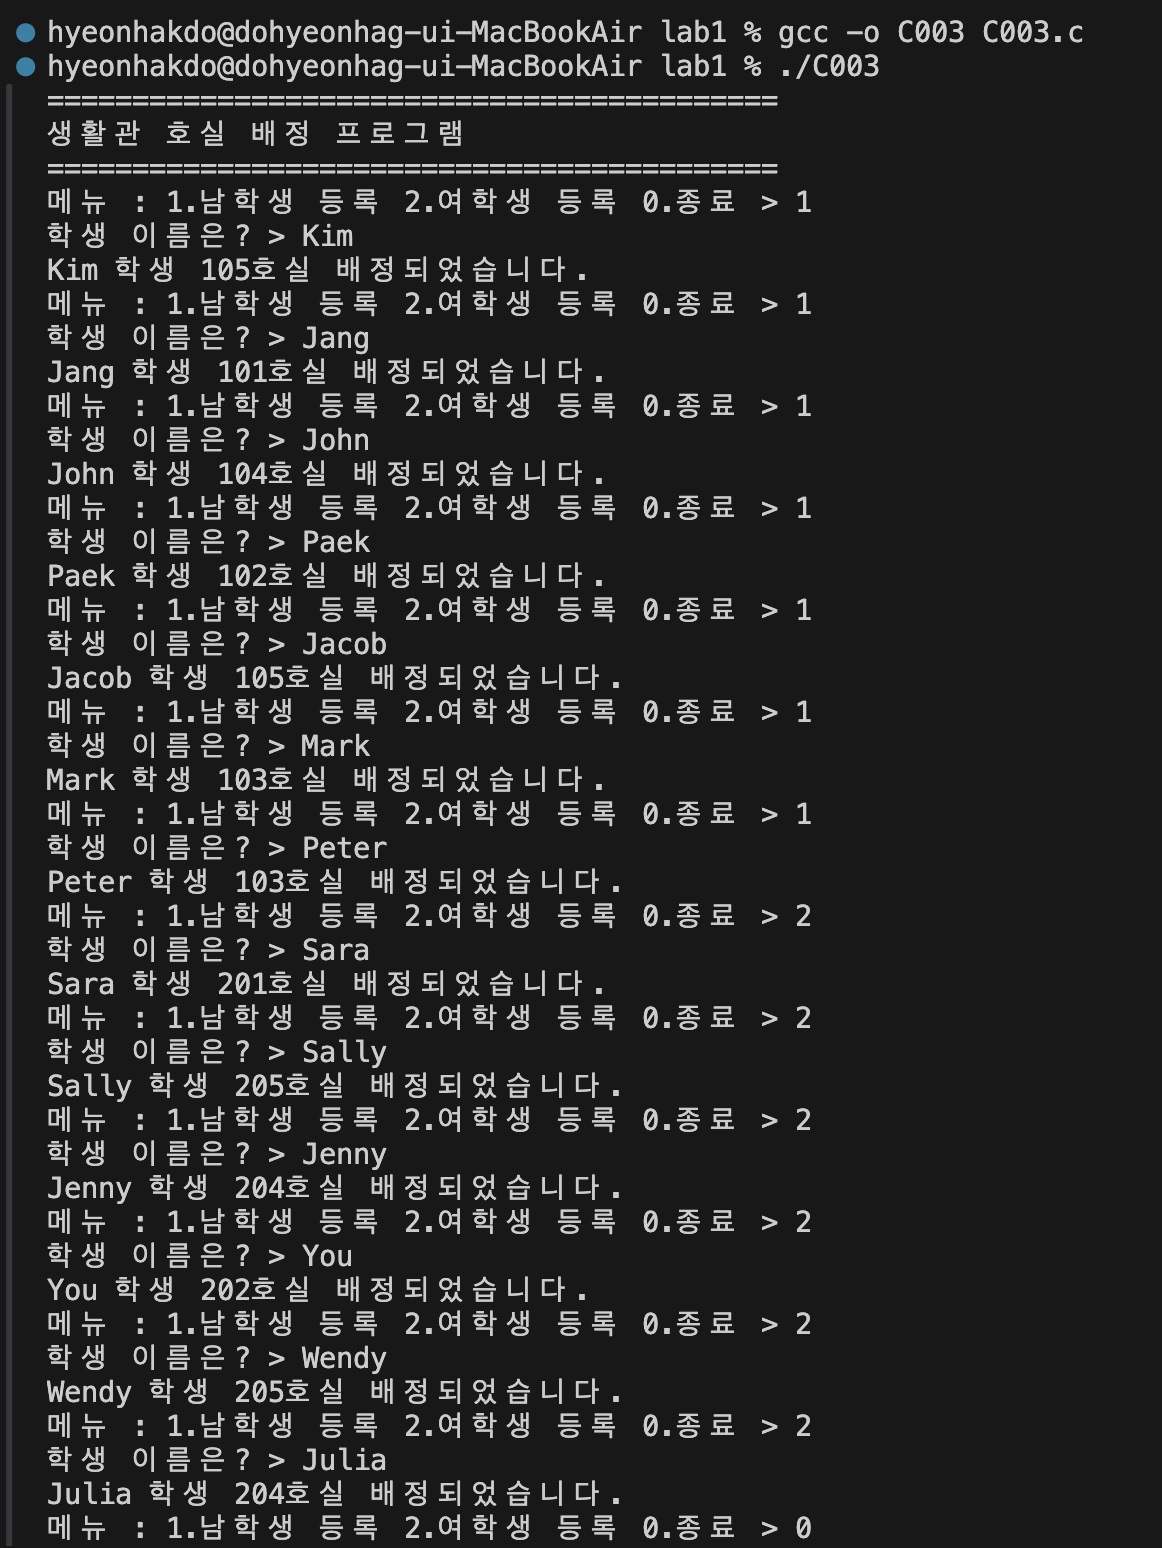 hyeonhakdo@dohyeonhag-ui-MacBookAir lab1 % gcc -o C003 C003.c
hyeonhakdo@dohyeonhag-ui-MacBookAir lab1 % ./C003
===========================================
생활관 호실 배정 프로그램
===========================================
메뉴 : 1.남학생 등록 2.여학생 등록 0.종료 > 1
학생 이름은? > Kim
Kim 학생 105호실 배정되었습니다.
메뉴 : 1.남학생 등록 2.여학생 등록 0.종료 > 1
학생 이름은? > Jang
Jang 학생 101호실 배정되었습니다.
메뉴 : 1.남학생 등록 2.여학생 등록 0.종료 > 1
학생 이름은? > John
John 학생 104호실 배정되었습니다.
메뉴 : 1.남학생 등록 2.여학생 등록 0.종료 > 1
학생 이름은? > Paek
Paek 학생 102호실 배정되었습니다.
메뉴 : 1.남학생 등록 2.여학생 등록 0.종료 > 1
학생 이름은? > Jacob
Jacob 학생 105호실 배정되었습니다.
메뉴 : 1.남학생 등록 2.여학생 등록 0.종료 > 1
학생 이름은? > Mark
Mark 학생 103호실 배정되었습니다.
메뉴 : 1.남학생 등록 2.여학생 등록 0.종료 > 1
학생 이름은? > Peter
Peter 학생 103호실 배정되었습니다.
메뉴 : 1.남학생 등록 2.여학생 등록 0.종료 > 2
학생 이름은? > Sara
Sara 학생 201호실 배정되었습니다.
메뉴 : 1.남학생 등록 2.여학생 등록 0.종료 > 2
학생 이름은? > Sally
Sally 학생 205호실 배정되었습니다.
메뉴 : 1.남학생 등록 2.여학생 등록 0.종료 > 2
학생 이름은? > Jenny
Jenny 학생 204호실 배정되었습니다.
메뉴 : 1.남학생 등록 2.여학생 등록 0.종료 > 2
학생 이름은? > You
You 학생 202호실 배정되었습니다.
메뉴 : 1.남학생 등록 2.여학생 등록 0.종료 > 2
학생 이름은? > Wendy
Wendy 학생 205호실 배정되었습니다.
메뉴 : 1.남학생 등록 2.여학생 등록 0.종료 > 2
학생 이름은? > Julia
Julia 학생 204호실 배정되었습니다.
메뉴 : 1.남학생 등록 2.여학생 등록 0.종료 > 0